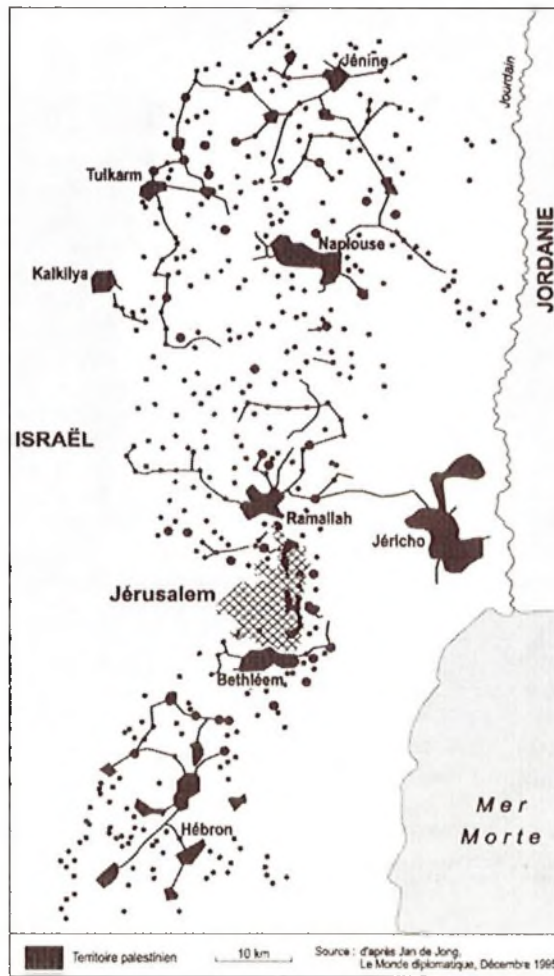 Jénine
Jourdain
Tulkarm
JORDANIE
Naplouse
Kalkilya
ISRAËL
Ramallah
Jéricho
Jérusalem
Bethléem
Mer
Morte
Hébron
Territoire palestinien
10 km
Source : d'après Jan de Jong,
Le Monde diplomatique, Décembre